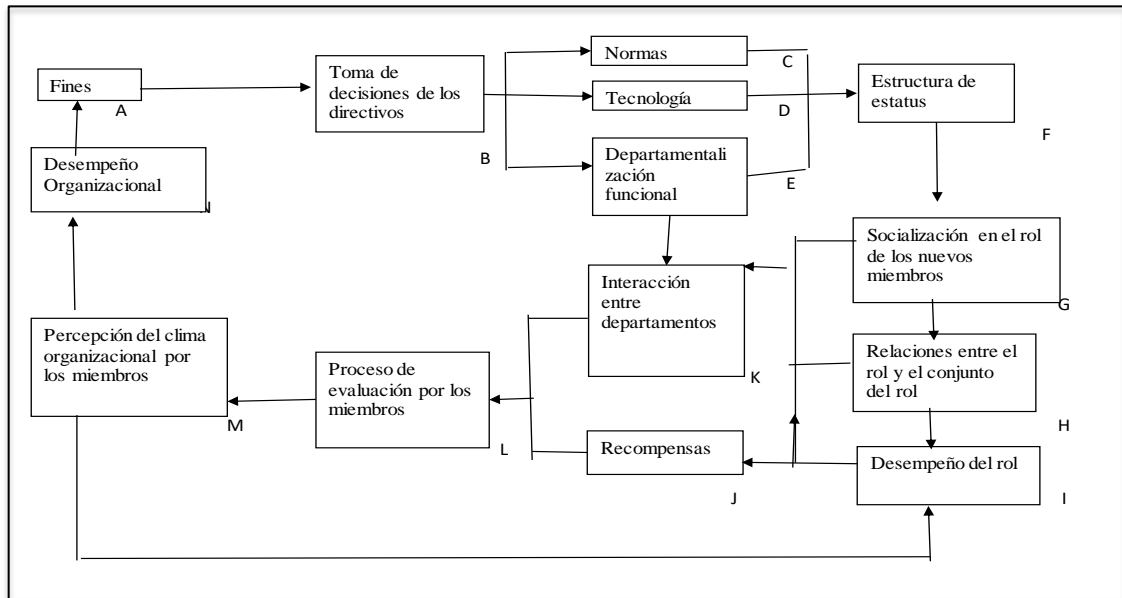 Fines
A
Toma de
decisiones de los
directivos
B
Normas
C
Tecnología
D
Departamentali
zación
funcional
E
Estructura de
estatus
F
Desempeño
Organizacional
N
Socialización en el rol
de los nuevos
miembros
G
Interacción
entre
departamentos
K
Relaciones entre el
rol y el conjunto
del rol
H
Percepción del clima
organizacional por
los miembros
M
Proceso de
evaluación por los
miembros
L
Recompensas
J
Desempeño del rol
I